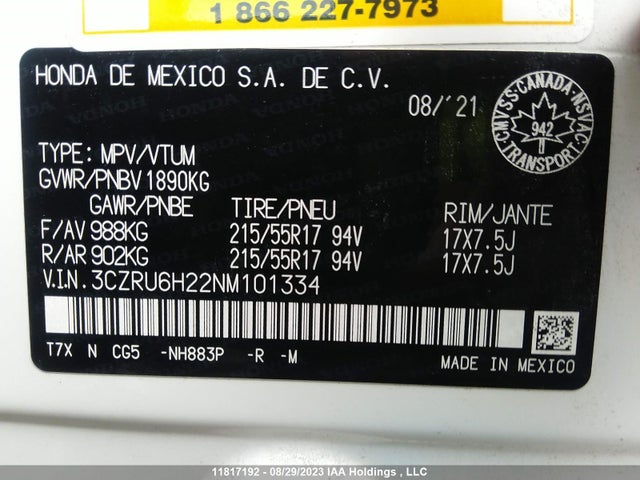 1 866 227-7973
HONDA DE MEXICO S.A. DE C.V.
08/'21
CMVSS·CANADA·NSVAC
942
TRANSPORT
TYPE: MPV/VTUM
GVWR/PNBV 1890KG
GAWR/PNBE TIRE/PNEU RIM/JANTE
F/AV 988KG 215/55R17 94V 17X7.5J
R/AR 902KG 215/55R17 94V 17X7.5J
V.I.N. 3CZRU6H22NM101334
T7X N CG5 -NH883P -R -M
MADE IN MEXICO
11817192 - 08/29/2023 IAA Holdings , LLC